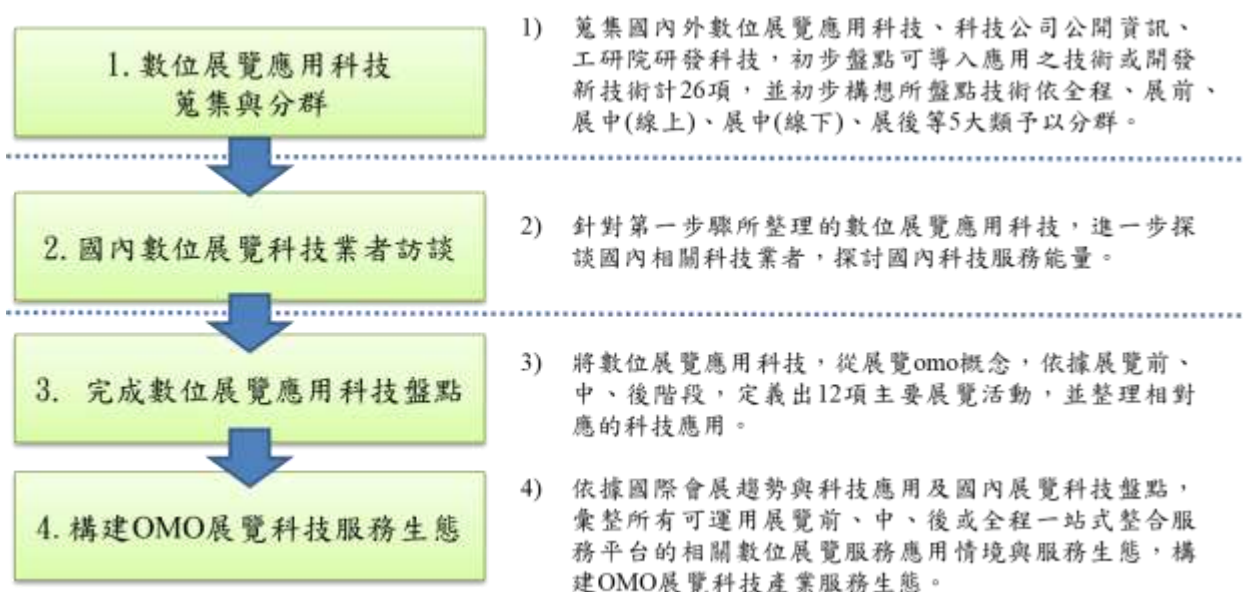 1.數位展覽應用科技
蒐集與分群
1) 蒐集國內外數位展覽應用科技、科技公司公開資訊、
工研院研發科技，初步盤點可導入應用之技術或開發
新技術計26項，並初步構想所盤點技術依全程、展前、
展中(線上)、展中(線下)、展後等5大類予以分群。
2.國內數位展覽科技業者訪談
2) 針對第一步驟所整理的數位展覽應用科技，進一步探
談國內相關科技業者，探討國內科技服務能量。
3. 完成數位展覽應用科技盤點
3) 將數位展覽應用科技，從展覽omo概念，依據展覽前、
中、後階段，定義出12項主要展覽活動，並整理相對
應的科技應用。
4.構建OMO展覽科技服務生態
4) 依據國際會展趨勢與科技應用及國內展覽科技盤點，
彙整所有可運用展覽前、中、後或全程一站式整合服
務平台的相關數位展覽服務應用情境與服務生態，構
建OMO展覽科技產業服務生態。